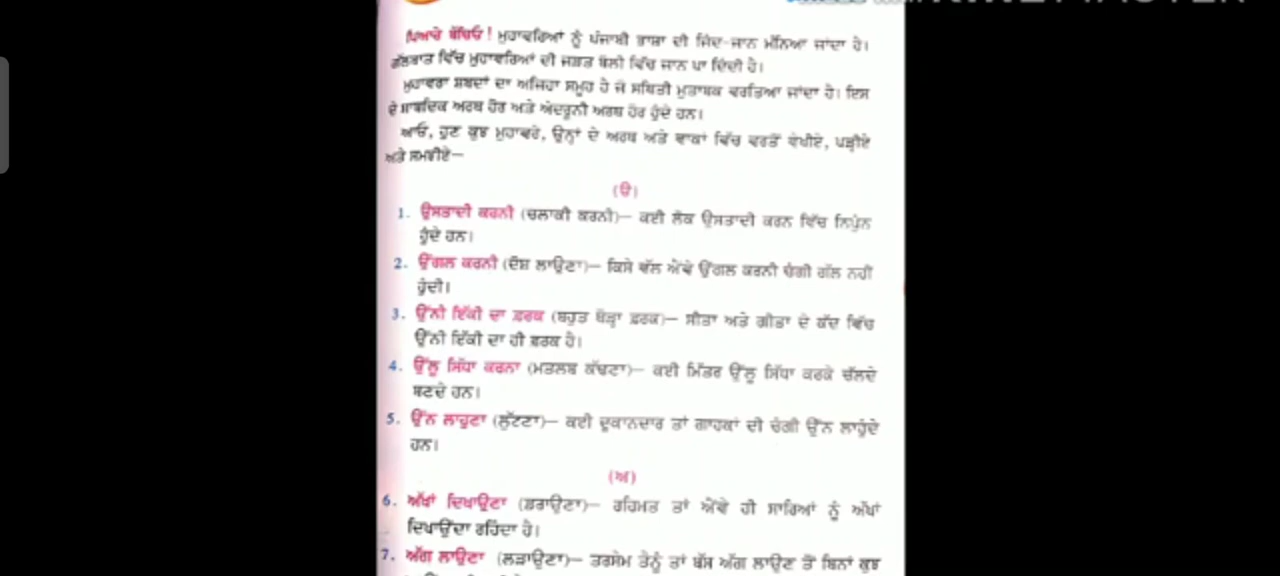 ਪਿਆਰੇ ਬੱਚਿਓ! ਮੁਹਾਵਰਿਆਂ ਨੂੰ ਪੰਜਾਬੀ ਭਾਸ਼ਾ ਦੀ ਜਿੰਦ-ਜਾਨ ਮੰਨਿਆ ਜਾਂਦਾ ਹੈ।
ਗੱਲਬਾਤ ਵਿੱਚ ਮੁਹਾਵਰਿਆਂ ਦੀ ਜੜਤ ਬੋਲੀ ਵਿੱਚ ਜਾਨ ਪਾ ਦਿੰਦੀ ਹੈ।
ਮੁਹਾਵਰਾ ਸ਼ਬਦਾਂ ਦਾ ਅਜਿਹਾ ਸਮੂਹ ਹੈ ਜੋ ਸਥਿਤੀ ਮੁਤਾਬਕ ਵਰਤਿਆ ਜਾਂਦਾ ਹੈ। ਇਸ
ਦੇ ਸ਼ਾਬਦਿਕ ਅਰਥ ਹੋਰ ਅਤੇ ਅੰਦਰੂਨੀ ਅਰਥ ਹੋਰ ਹੁੰਦੇ ਹਨ।
ਆਓ, ਹੁਣ ਕੁਝ ਮੁਹਾਵਰੇ, ਉਨ੍ਹਾਂ ਦੇ ਅਰਥ ਅਤੇ ਵਾਕਾਂ ਵਿੱਚ ਵਰਤੋਂ ਵੇਖੀਏ, ਪੜ੍ਹੀਏ
ਅਤੇ ਸਮਝੀਏ—
(ੳ)
1. ਉਸਤਾਦੀ ਕਰਨੀ (ਚਲਾਕੀ ਕਰਨੀ)— ਕਈ ਲੋਕ ਉਸਤਾਦੀ ਕਰਨ ਵਿੱਚ ਨਿਪੁੰਨ
ਹੁੰਦੇ ਹਨ।
2. ਉਂਗਲ ਕਰਨੀ (ਦੋਸ਼ ਲਾਉਣਾ)— ਕਿਸੇ ਵੱਲ ਐਵੇਂ ਉਂਗਲ ਕਰਨੀ ਚੰਗੀ ਗੱਲ ਨਹੀਂ
ਹੁੰਦੀ।
3. ਉੱਨੀ ਇੱਕੀ ਦਾ ਫ਼ਰਕ (ਬਹੁਤ ਥੋੜ੍ਹਾ ਫ਼ਰਕ)— ਸੀਤਾ ਅਤੇ ਗੀਤਾ ਦੇ ਕੱਦ ਵਿੱਚ
ਉੱਨੀ ਇੱਕੀ ਦਾ ਹੀ ਫ਼ਰਕ ਹੈ।
4. ਉੱਲੂ ਸਿੱਧਾ ਕਰਨਾ (ਮਤਲਬ ਕੱਢਣਾ)— ਕਈ ਮਿੱਤਰ ਉੱਲੂ ਸਿੱਧਾ ਕਰਕੇ ਚੱਲਦੇ
ਬਣਦੇ ਹਨ।
5. ਉੱਨ ਲਾਹੁਣਾ (ਲੁੱਟਣਾ)— ਕਈ ਦੁਕਾਨਦਾਰ ਤਾਂ ਗਾਹਕਾਂ ਦੀ ਚੰਗੀ ਉੱਨ ਲਾਹੁੰਦੇ
ਹਨ।
(ਅ)
6. ਅੱਖਾਂ ਦਿਖਾਉਣਾ (ਡਰਾਉਣਾ)— ਰਹਿਮਤ ਤਾਂ ਐਵੇਂ ਹੀ ਸਾਰਿਆਂ ਨੂੰ ਅੱਖਾਂ
ਦਿਖਾਉਂਦਾ ਰਹਿੰਦਾ ਹੈ।
7. ਅੱਗ ਲਾਉਣਾ (ਲੜਾਉਣਾ)— ਤਰਸੇਮ ਤੈਨੂੰ ਤਾਂ ਬੱਸ ਅੱਗ ਲਾਉਣ ਤੋਂ ਬਿਨਾਂ ਕੁਝ